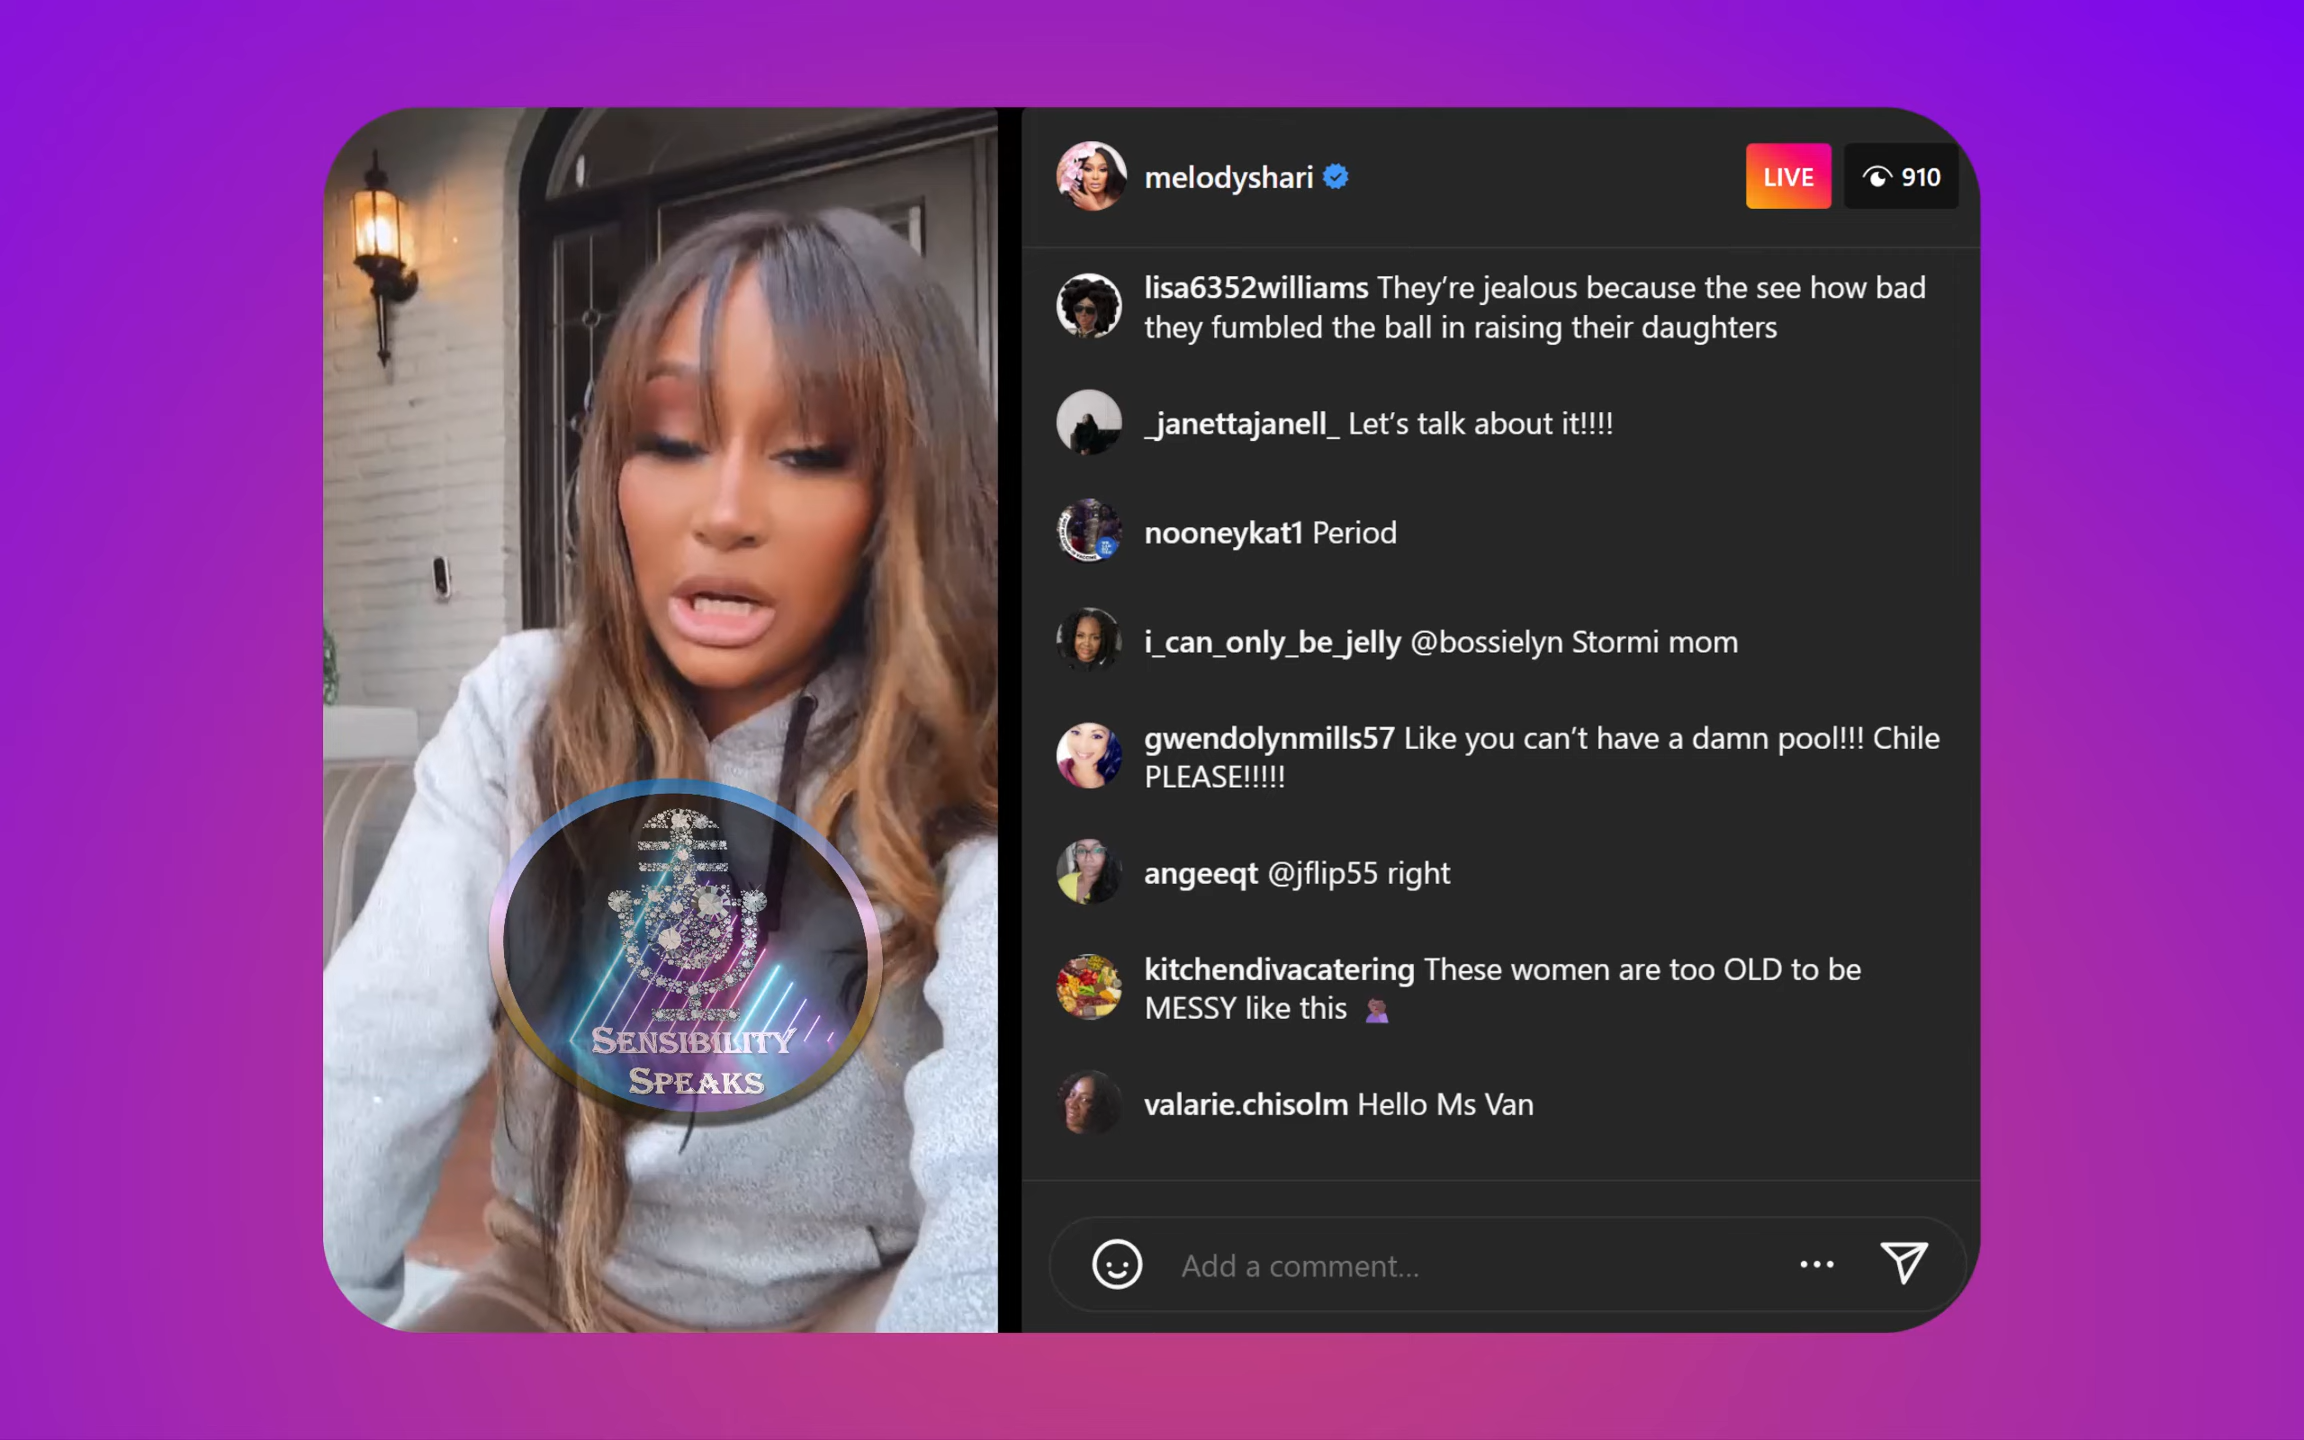 melodyshari
LIVE
910
lisa6352williams They’re jealous because the see how bad
they fumbled the ball in raising their daughters
_janettajanell_ Let’s talk about it!!!!
nooneykat1 Period
i_can_only_be_jelly @bossielyn Stormi mom
gwendolynmills57 Like you can’t have a damn pool!!! Chile
PLEASE!!!!!
angeeqt @jflip55 right
kitchendivacatering These women are too OLD to be
MESSY like this
valarie.chisolm Hello Ms Van
Add a comment...
SENSIBILITY
SPEAKS